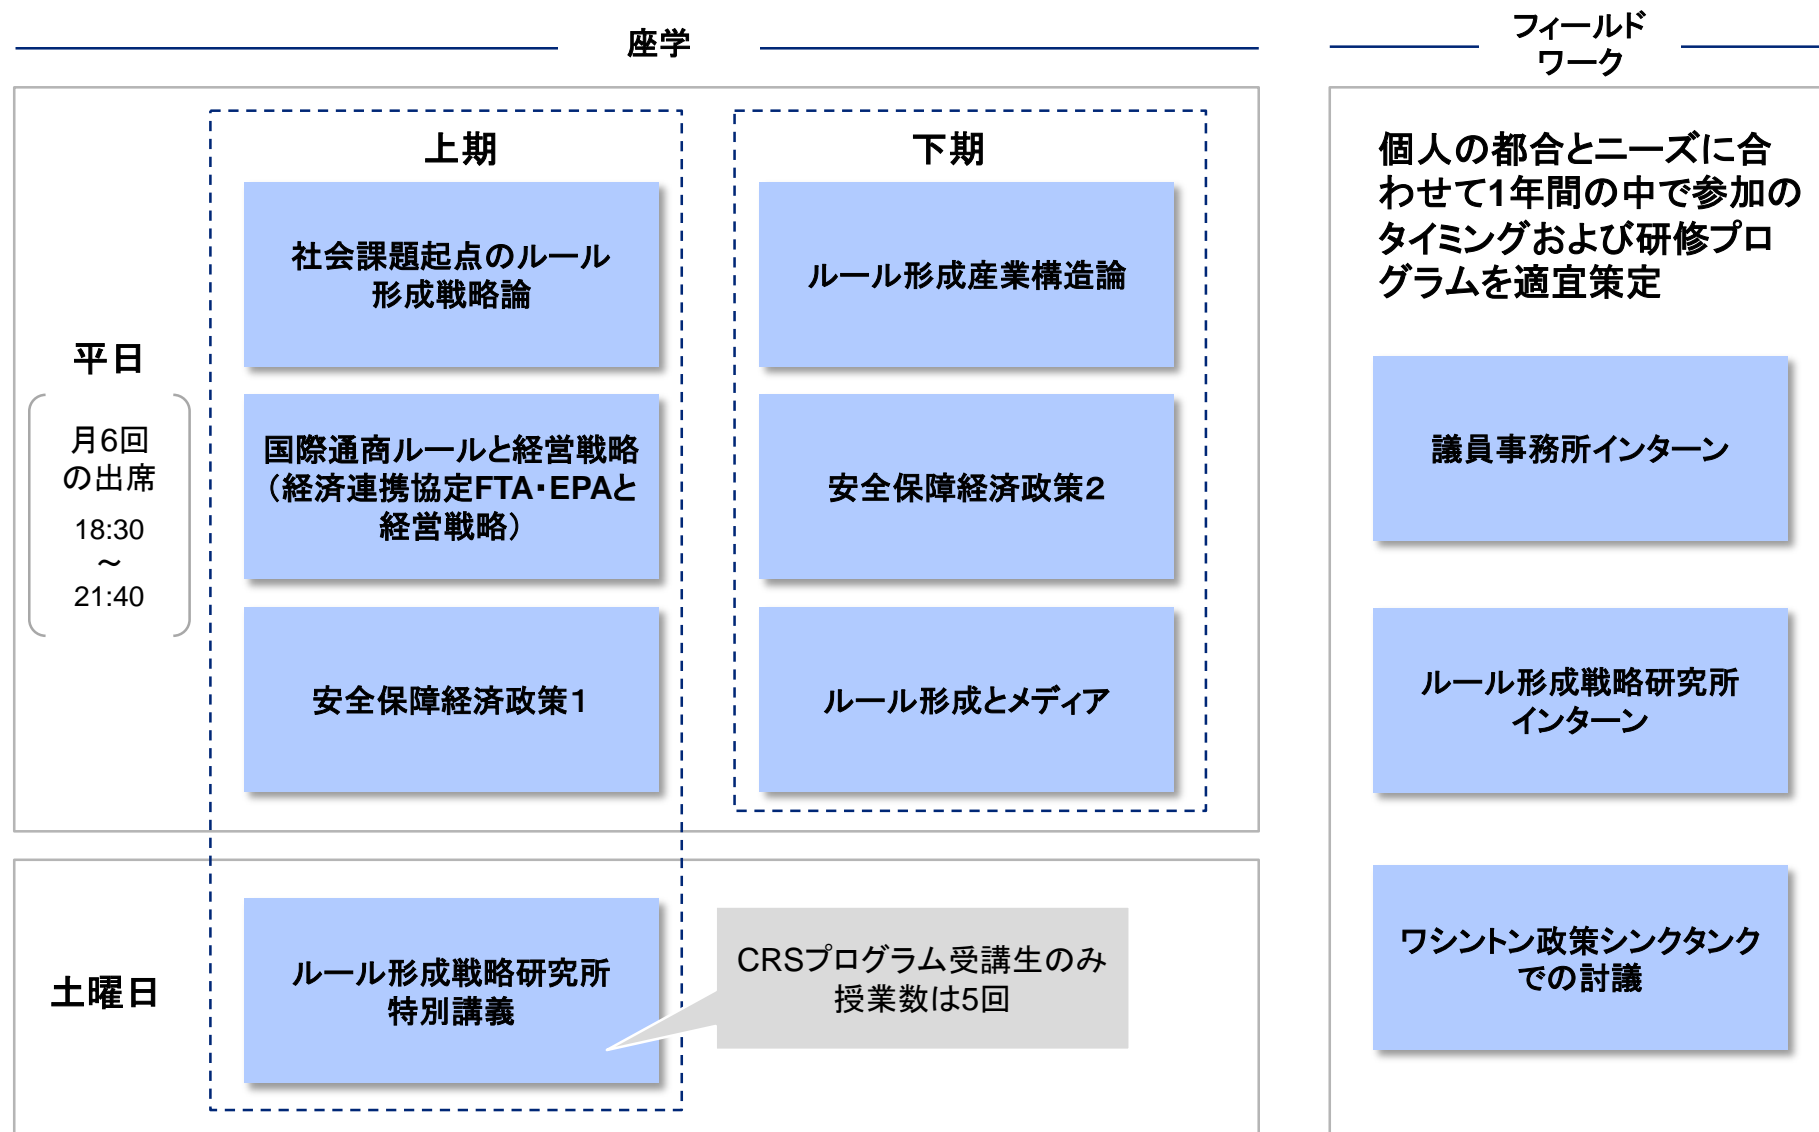 座学
フィールド
ワーク
上期
下期
平日
月6回
の出席
18:30
～
21:40
社会課題起点のルール
形成戦略論
ルール形成産業構造論
国際通商ルールと経営戦略
（経済連携協定FTA・EPAと
経営戦略）
安全保障経済政策２
安全保障経済政策１
ルール形成とメディア
土曜日
ルール形成戦略研究所
特別講義
CRSプログラム受講生のみ
授業数は5回
個人の都合とニーズに合
わせて1年間の中で参加の
タイミングおよび研修プロ
グラムを適宜策定
議員事務所インターン
ルール形成戦略研究所
インターン
ワシントン政策シンクタンク
での討議